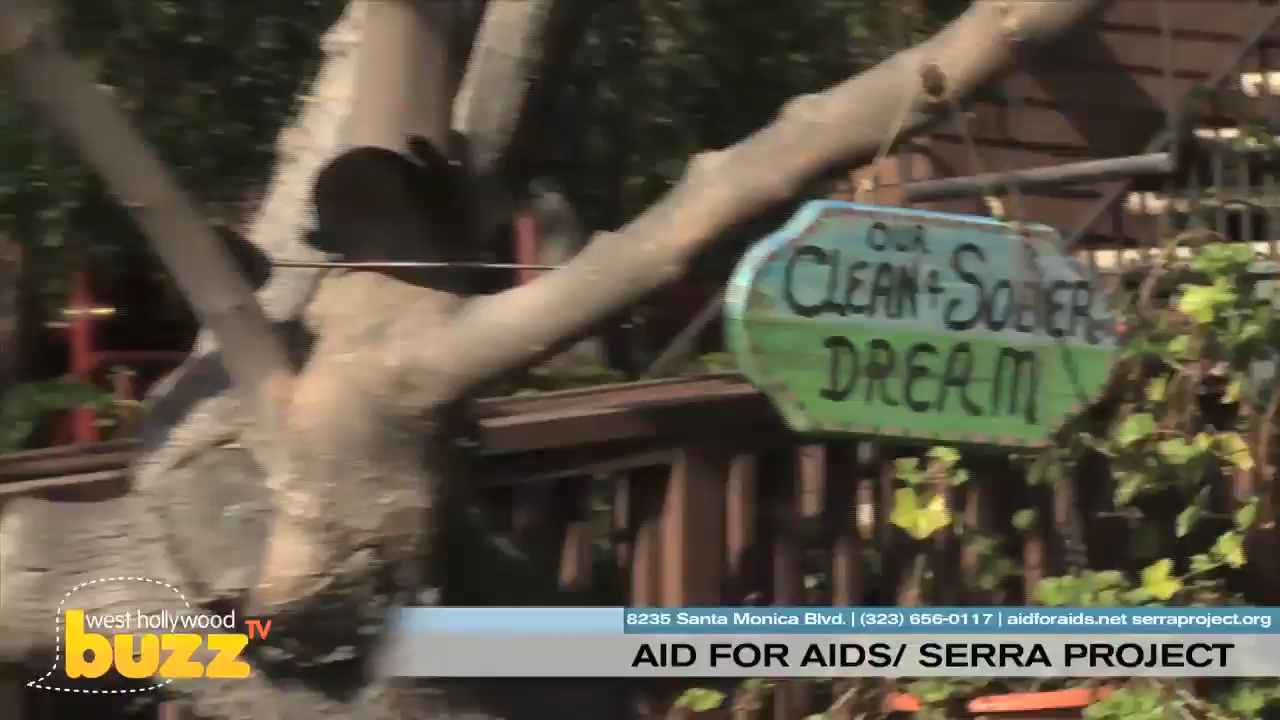 OUR
CLEAN + SOBER
DREAM
8235 Santa Monica Blvd. | (323) 656-0117 | aidforaids.net serraproject.org
AID FOR AIDS/ SERRA PROJECT
west hollywood
buzz TV